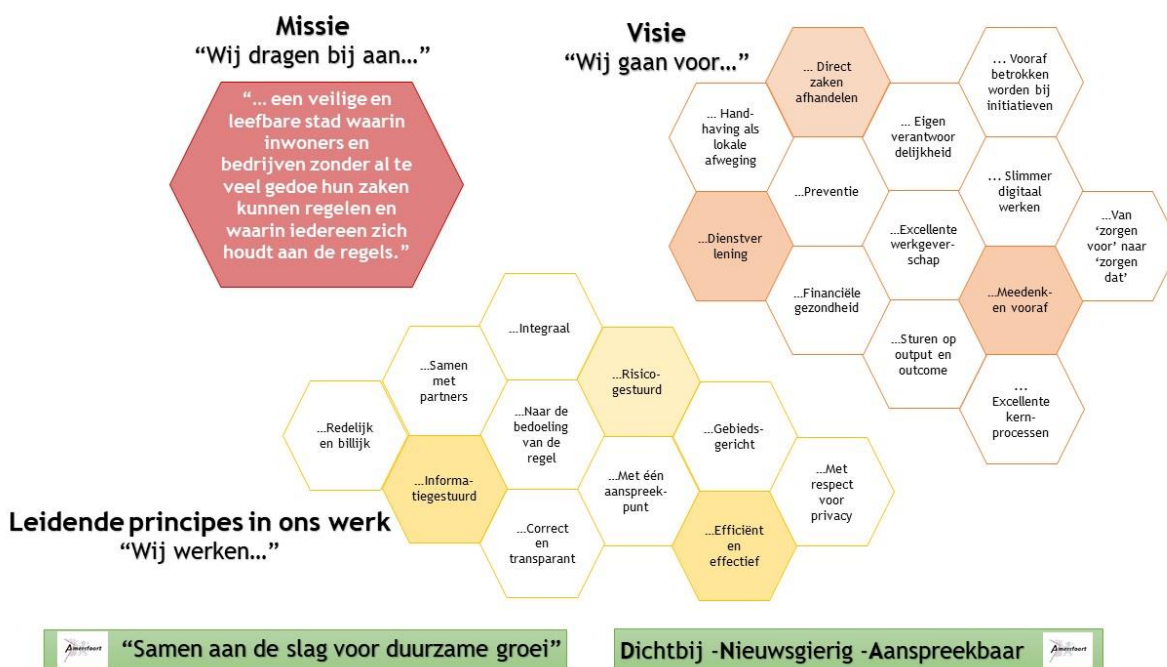 Missie
“Wij dragen bij aan…”
“... een veilige en
leefbare stad waarin
inwoners en
bedrijven zonder al te
veel gedoe hun zaken
kunnen regelen en
waarin iedereen zich
houdt aan de regels.”
Visie
“Wij gaan voor…”
... Direct
zaken
afhandelen
... Vooraf
betrokken
worden bij
initiatieven
... Hand-
having als
lokale
afweging
... Eigen
verantwoor
delijkheid
...Preventie
... Slimmer
digitaal
werken
...Dienstver
lening
...Excellente
werkgever-
schap
...Van
‘zorgen
voor’ naar
‘zorgen
dat’
...Financiële
gezondheid
...Meedenk-
en vooraf
...Sturen op
output en
outcome
...
Excellente
kern-
processen
...Integraal
...Samen
met
partners
...Risico-
gestuurd
...Redelijk
en billijk
...Naar de
bedoeling
van de
regel
...Gebieds-
gericht
...Informa-
tiegestuurd
...Met één
aanspreek-
punt
...Met
respect
voor
privacy
...Correct
en
transparant
...Efficiënt
en
effectief
Leidende principes in ons werk
“Wij werken…”
Amersfoort
“Samen aan de slag voor duurzame groei”
Dichtbij -Nieuwsgierig -Aanspreekbaar
Amersfoort